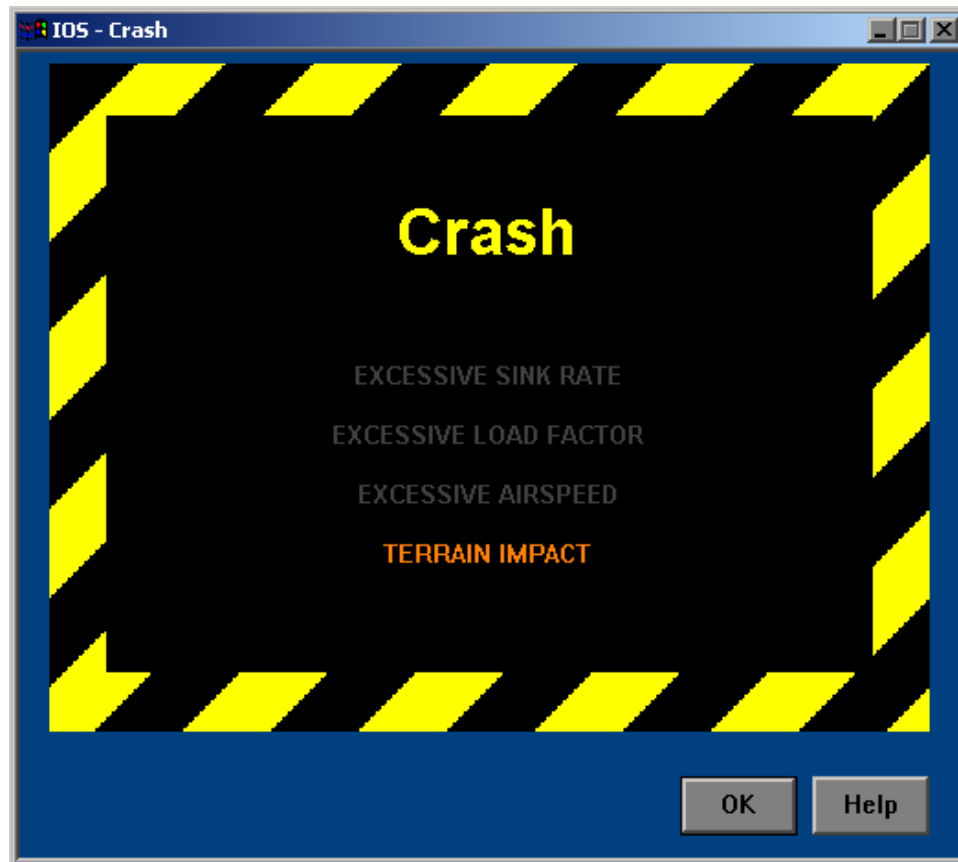 IOS - Crash
Crash
EXCESSIVE SINK RATE
EXCESSIVE LOAD FACTOR
EXCESSIVE AIRSPEED
TERRAIN IMPACT
OK Help